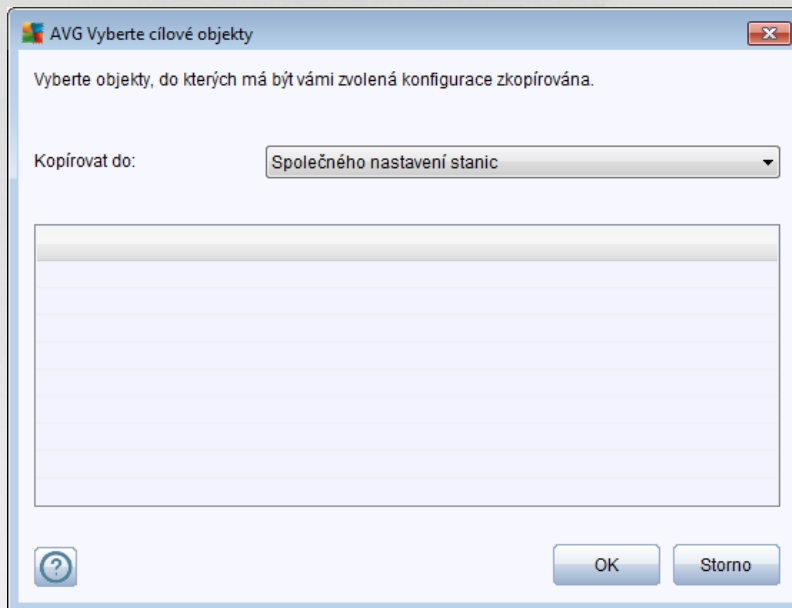 AVG Vyberte cílové objekty
Vyberte objekty, do kterých má být vámi zvolená konfigurace zkopírována.
Kopírovat do:
Společného nastavení stanic
?
OK
Storno